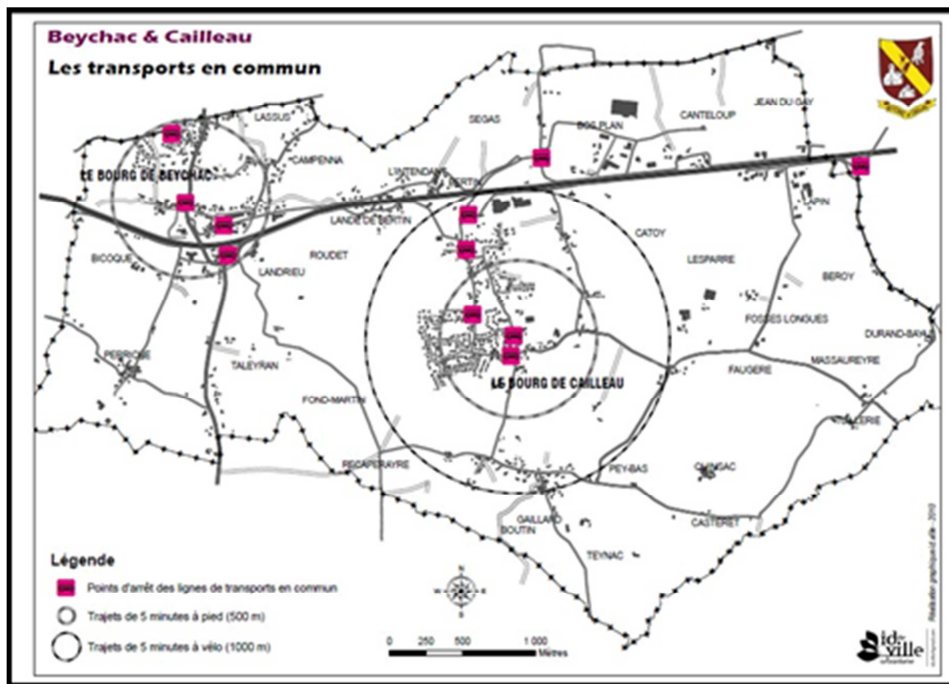 Beychac & Cailleau
Les transports en commun
LASSUS
SEGAS
JEAN DU GAY
CANTELOUP
BOS PLAN
CAMPENNA
LE BOURG DE BEYCHAC
L'INTENDANT
BERTIN
LAPIN
LANDE DE BERTIN
CATOY
BICOQUE
ROUDET
LANDRIEU
LESPARRE
BEROY
FOSSES LONGUES
DURAND-BAYLE
PERRICHE
TALEYRAN
MASSAUREYRE
FAUGERE
LE BOURG DE CAILLEAU
FOND-MARTIN
RECAPERAYRE
PEY-BAS
QUINSAC
GAILLARD
BOUTIN
CASTERET
TEYNAC
Légende
Points d'arrêt des lignes de transports en commun
Trajets de 5 minutes à pied (500 m)
Trajets de 5 minutes à vélo (1000 m)
N
S
0 250 500 1 000
Mètres
id de ville